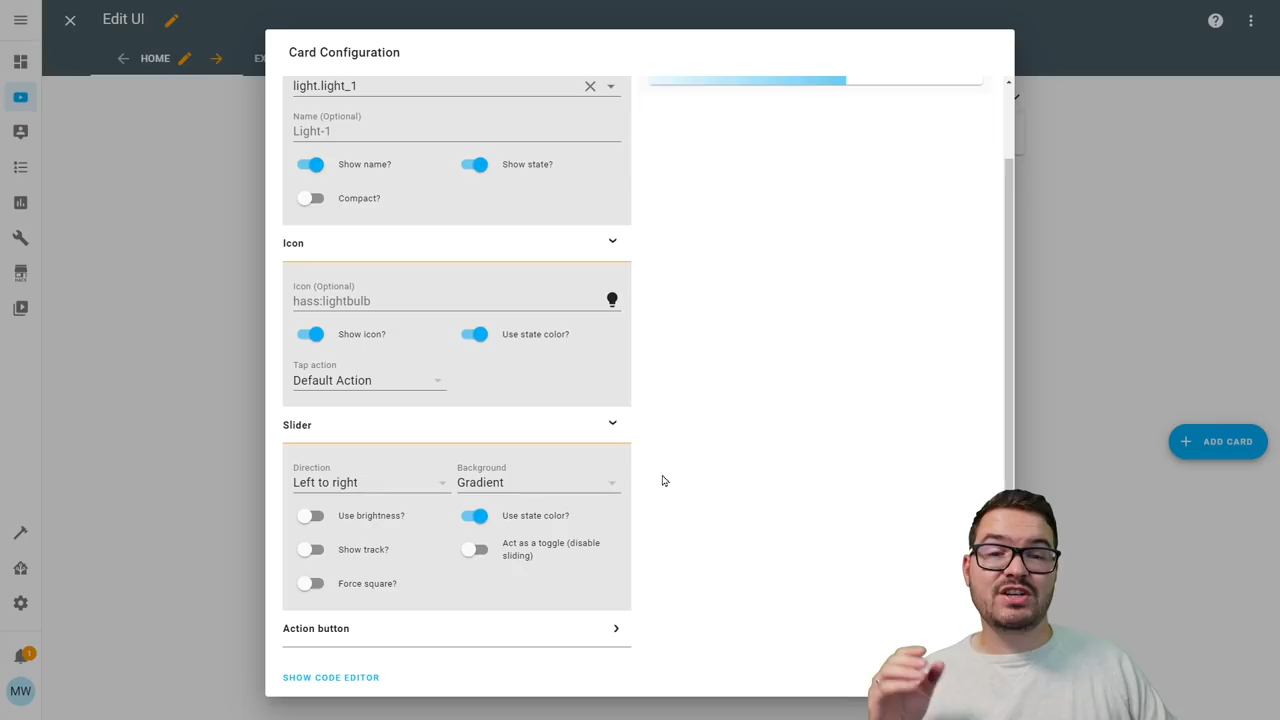 Edit UI
HOME
EX
Card Configuration
light.light_1
Name (Optional)
Light-1
Show name?
Show state?
Compact?
Icon
Icon (Optional)
hass:lightbulb
Show icon?
Use state color?
Tap action
Default Action
Slider
Direction
Background
Left to right
Gradient
Use brightness?
Use state color?
Show track?
Act as a toggle (disable
sliding)
Force square?
Action button
SHOW CODE EDITOR
ADD CARD
1
MW